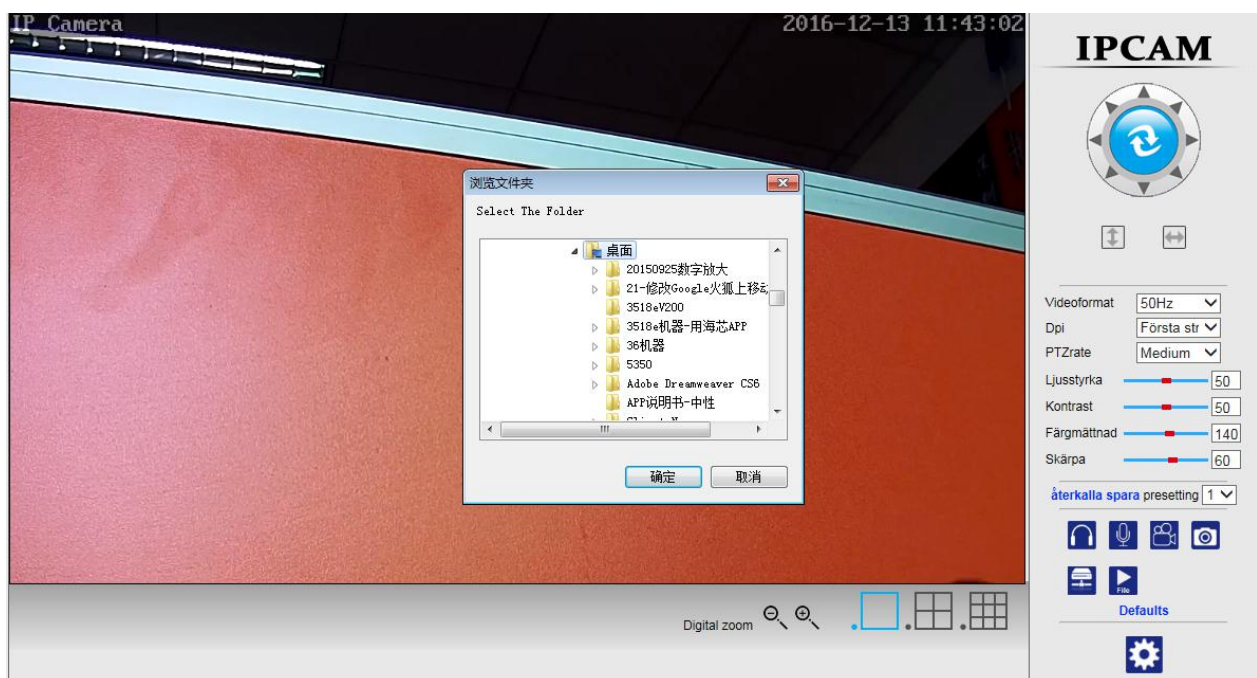 IP Camera
2016-12-13 11:43:02
IPCAM
浏览文件夹
Select The Folder
桌面
20150925数字放大
21-修改Google火狐上移动
3518eV200
3518e机器-用海芯APP
36机器
5350
Adobe Dreamweaver CS6
APP说明书-中性
确定
取消
Videoformat 50Hz
Dpi Första str
PTZrate Medium
Ljusstyrka 50
Kontrast 50
Färgmättnad 140
Skärpa 60
återkalla spara presetting 1
File
Defaults
Digital zoom